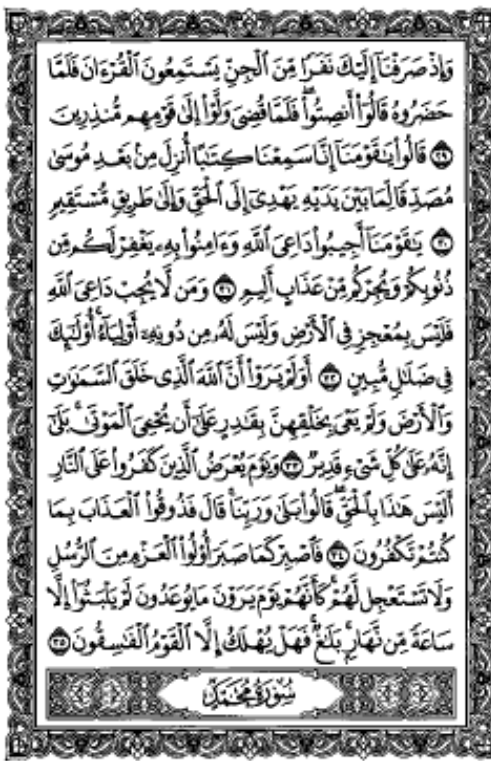 وَإِذْ صَرَفْنَآ إِلَيْكَ نَفَرًا مِّنَ ٱلْجِنِّ يَسْتَمِعُونَ ٱلْقُرْءَانَ فَلَمَّا
حَضَرُوهُ قَالُوٓا۟ أَنصِتُوا۟ ۖ فَلَمَّا قُضِىَ وَلَّوْا۟ إِلَىٰ قَوْمِهِم مُّنذِرِينَ
٢٩ قَالُوا۟ يَٰقَوْمَنَآ إِنَّا سَمِعْنَا كِتَٰبًا أُنزِلَ مِنۢ بَعْدِ مُوسَىٰ
مُصَدِّقًا لِّمَا بَيْنَ يَدَيْهِ يَهْدِىٓ إِلَى ٱلْحَقِّ وَإِلَىٰ طَرِيقٍ مُّسْتَقِيمٍ
٣٠ يَٰقَوْمَنَآ أَجِيبُوا۟ دَاعِىَ ٱللَّهِ وَءَامِنُوا۟ بِهِۦ يَغْفِرْ لَكُم مِّن
ذُنُوبِكُمْ وَيُجِرْكُم مِّنْ عَذَابٍ أَلِيمٍ ٣١ وَمَن لَّا يُجِبْ دَاعِىَ ٱللَّهِ
فَلَيْسَ بِمُعْجِزٍ فِى ٱلْأَرْضِ وَلَيْسَ لَهُۥ مِن دُونِهِۦٓ أَوْلِيَآءُ ۚ أُو۟لَٰٓئِكَ
فِى ضَلَٰلٍ مُّبِينٍ ٣٢ أَوَلَمْ يَرَوْا۟ أَنَّ ٱللَّهَ ٱلَّذِى خَلَقَ ٱلسَّمَٰوَٰتِ
وَٱلْأَرْضَ وَلَمْ يَعْىَ بِخَلْقِهِنَّ بِقَٰدِرٍ عَلَىٰٓ أَن يُحْۦِىَ ٱلْمَوْتَىٰ ۚ بَلَىٰٓ
إِنَّهُۥ عَلَىٰ كُلِّ شَىْءٍ قَدِيرٌ ٣٣ وَيَوْمَ يُعْرَضُ ٱلَّذِينَ كَفَرُوا۟ عَلَى ٱلنَّارِ
أَلَيْسَ هَٰذَا بِٱلْحَقِّ ۖ قَالُوا۟ بَلَىٰ وَرَبِّنَا ۚ قَالَ فَذُوقُوا۟ ٱلْعَذَابَ بِمَا
كُنتُمْ تَكْفُرُونَ ٣٤ فَٱصْبِرْ كَمَا صَبَرَ أُو۟لُوا۟ ٱلْعَزْمِ مِنَ ٱلرُّسُلِ
وَلَا تَسْتَعْجِل لَّهُمْ ۚ كَأَنَّهُمْ يَوْمَ يَرَوْنَ مَا يُوعَدُونَ لَمْ يَلْبَثُوٓا۟ إِلَّا
سَاعَةً مِّن نَّهَارٍۭ ۚ بَلَٰغٌ ۚ فَهَلْ يُهْلَكُ إِلَّا ٱلْقَوْمُ ٱلْفَٰسِقُونَ ٣٥
سُورَةُ مُحَمَّدٍ